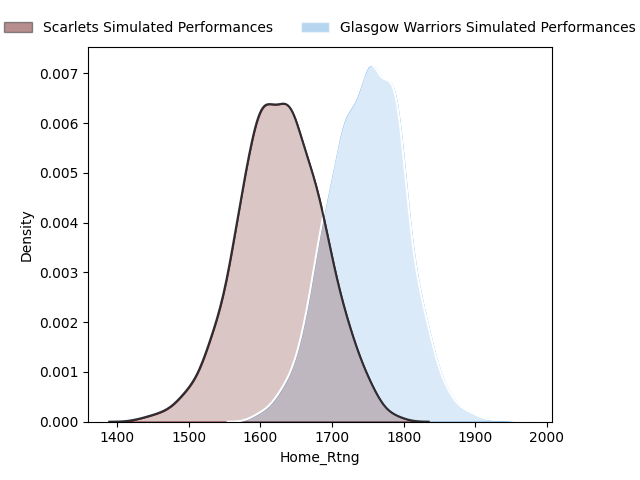 Scarlets Simulated Performances Glasgow Warriors Simulated Performances
0.007
0.006
0.005
0.004
0.003
0.002
0.001
0.000
Density
1400 1500 1600 1700 1800 1900 2000
Home_Rtng